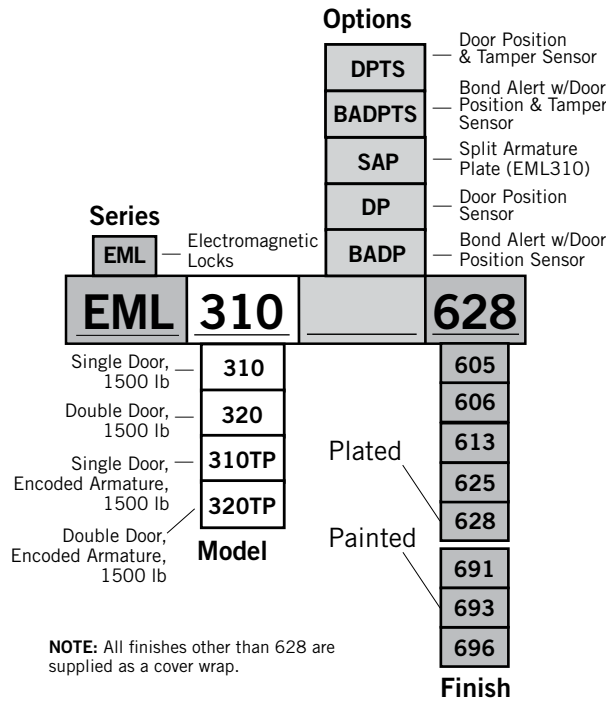 Options
DPTS
Door Position
& Tamper Sensor
BADPTS
Bond Alert w/Door
Position & Tamper
Sensor
SAP
Split Armature
Plate (EML310)
DP
Door Position
Sensor
BADP
Bond Alert w/Door
Position Sensor
Series
EML
Electromagnetic
Locks
EML 310 628
Single Door,
1500 lb
310
Double Door,
1500 lb
320
Single Door,
Encoded Armature,
1500 lb
310TP
Double Door,
Encoded Armature,
1500 lb
320TP
Model
605
606
613
625
628
Plated
Painted
691
693
696
Finish
NOTE: All finishes other than 628 are
supplied as a cover wrap.